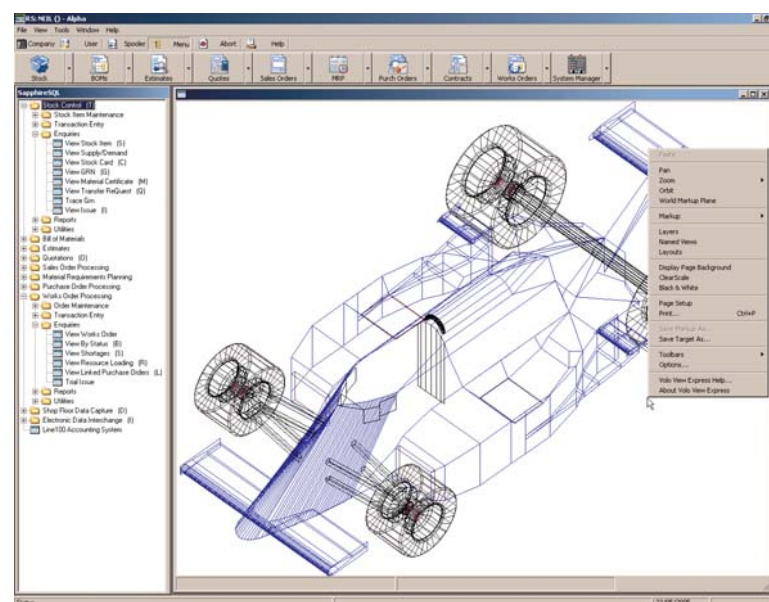 RS: NEIL () - Alpha
File View Tools Window Help
Company User Spooler Menu Abort Help
Stock BOMs Estimates Quotes Sales Orders MRP Purch Orders Contracts Works Orders System Manager
SapphireSQL
Stock Control (T)
Stock Item Maintenance
Transaction Entry
Enquiries
View Stock Item (S)
View Supply/Demand
View Stock Card (C)
View GRN (G)
View Material Certificate (M)
View Transfer ReQuest (Q)
Trace Grn
View Issue (I)
Reports
Utilities
Bill of Materials
Estimates
Quotations (O)
Sales Order Processing
Material Requirements Planning
Purchase Order Processing
Works Order Processing
Order Maintenance
Transaction Entry
Enquiries
View Works Order
View By Status (B)
View Shortages (S)
View Resource Loading (R)
View Linked Purchase Orders (L)
Trial Issue
Reports
Utilities
Shop Floor Data Capture (D)
Electronic Data Interchange (I)
Line100 Accounting System
Paste
Pan
Zoom
Orbit
World Markup Plane
Markup
Layers
Named Views
Layouts
Display Page Background
ClearScale
Black & White
Page Setup
Print... Ctrl+P
Save Markup As...
Save Target As...
Toolbars
Options...
Volo View Express Help...
About Volo View Express